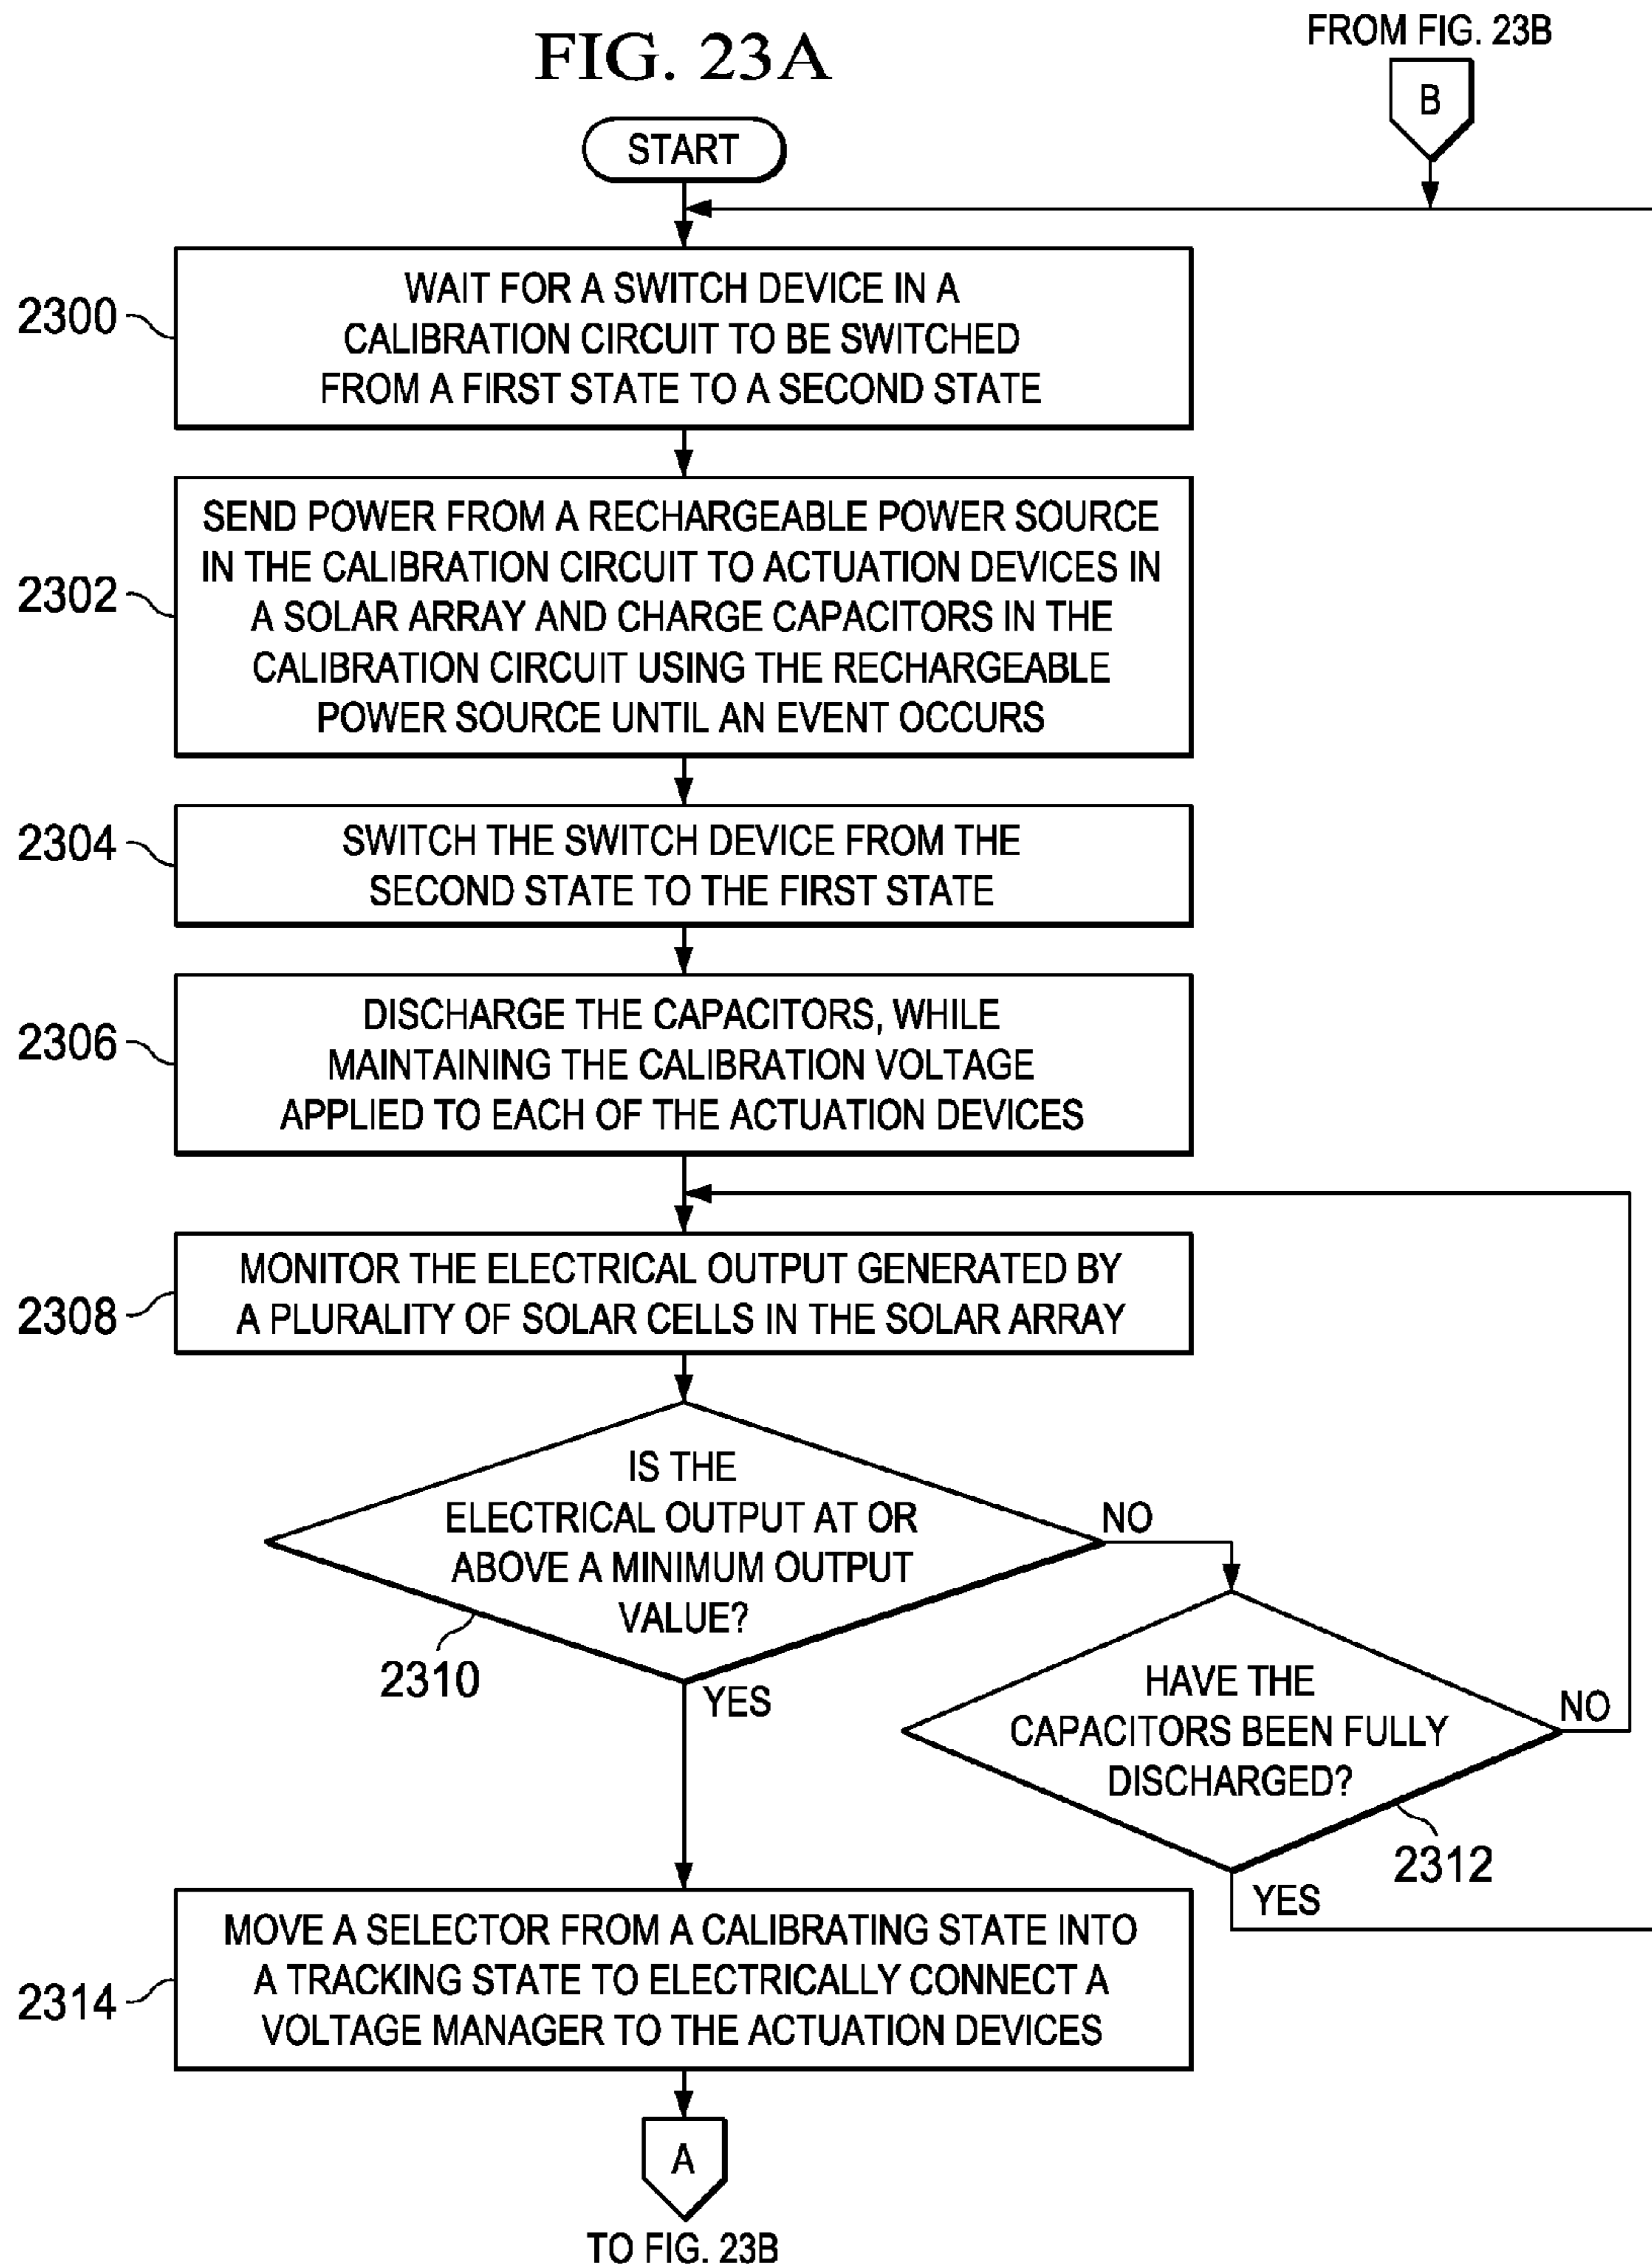 FIG. 23A
FROM FIG. 23B
B
START
2300
WAIT FOR A SWITCH DEVICE IN A
CALIBRATION CIRCUIT TO BE SWITCHED
FROM A FIRST STATE TO A SECOND STATE
2302
SEND POWER FROM A RECHARGEABLE POWER SOURCE
IN THE CALIBRATION CIRCUIT TO ACTUATION DEVICES IN
A SOLAR ARRAY AND CHARGE CAPACITORS IN THE
CALIBRATION CIRCUIT USING THE RECHARGEABLE
POWER SOURCE UNTIL AN EVENT OCCURS
2304
SWITCH THE SWITCH DEVICE FROM THE
SECOND STATE TO THE FIRST STATE
2306
DISCHARGE THE CAPACITORS, WHILE
MAINTAINING THE CALIBRATION VOLTAGE
APPLIED TO EACH OF THE ACTUATION DEVICES
2308
MONITOR THE ELECTRICAL OUTPUT GENERATED BY
A PLURALITY OF SOLAR CELLS IN THE SOLAR ARRAY
IS THE
ELECTRICAL OUTPUT AT OR
ABOVE A MINIMUM OUTPUT
VALUE?
2310
NO
YES
HAVE THE
CAPACITORS BEEN FULLY
DISCHARGED?
2312
NO
YES
2314
MOVE A SELECTOR FROM A CALIBRATING STATE INTO
A TRACKING STATE TO ELECTRICALLY CONNECT A
VOLTAGE MANAGER TO THE ACTUATION DEVICES
A
TO FIG. 23B